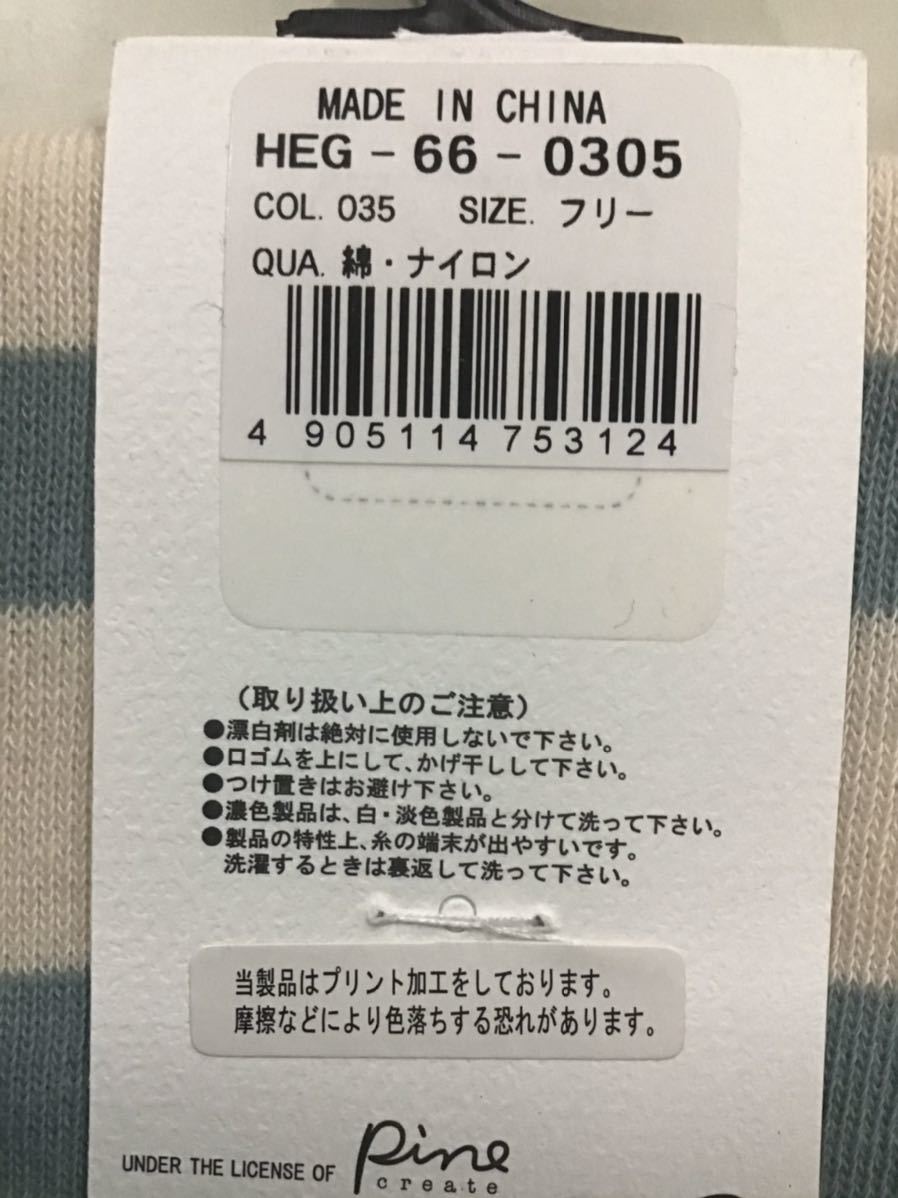 MADE IN CHINA
HEG - 66 - 0305
COL. 035 SIZE. フリー
QUA. 綿・ナイロン
4 905114 753124
（取り扱い上のご注意）
●漂白剤は絶対に使用しないで下さい。
●口ゴムを上にして、かげ干しして下さい。
●つけ置きはお避け下さい。
●濃色製品は、白・淡色製品と分けて洗って下さい。
●製品の特性上、糸の端末が出やすいです。
洗濯するときは裏返して洗って下さい。
当製品はプリント加工をしております。
摩擦などにより色落ちする恐れがあります。
UNDER THE LICENSE OF Pine
create